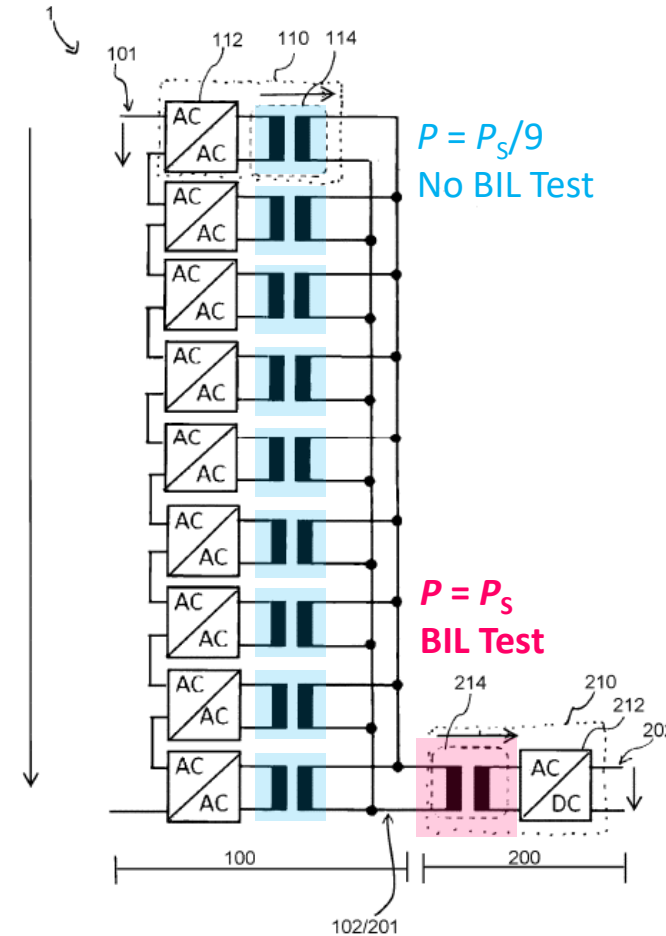 1
101
112
110
114
AC
AC
P = PS/9
No BIL Test
AC
AC
AC
AC
AC
AC
AC
AC
AC
AC
AC
AC
P = PS
BIL Test
AC
AC
214
210
212
202
AC
AC
AC
DC
100
200
102/201